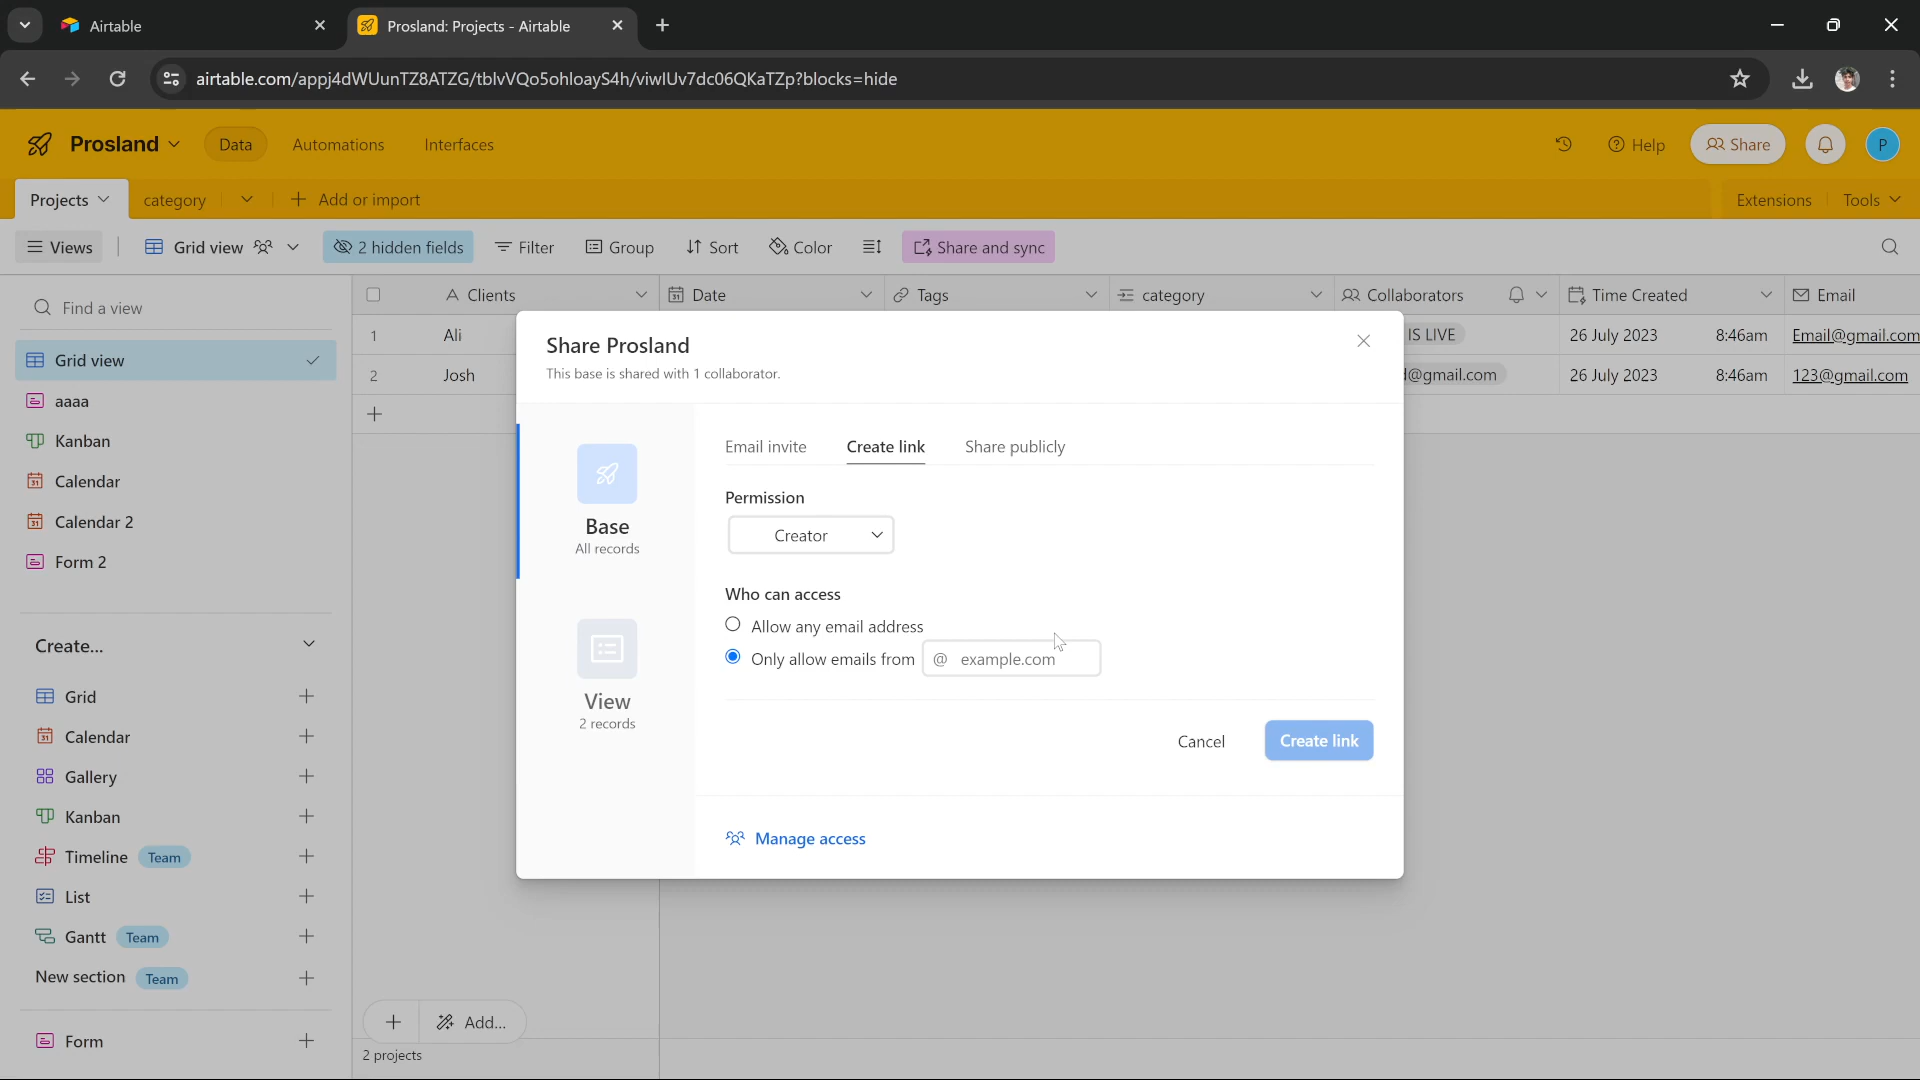 Airtable
Prosland: Projects - Airtable
airtable.com/appj4dWUunTZ8ATZG/tblvVQo5ohloayS4h/viwlUv7dc06QKaTZp?blocks=hide
Prosland
Data
Automations
Interfaces
Help
Share
P
Projects
category
Add or import
Extensions
Tools
Views
Grid view
2 hidden fields
Filter
Group
Sort
Color
Share and sync
Find a view
Clients
Date
Tags
category
Collaborators
Time Created
Email
1
Ali
IS LIVE
26 July 2023
8:46am
Email@gmail.com
2
Josh
@gmail.com
26 July 2023
8:46am
123@gmail.com
Grid view
aaaa
Kanban
Calendar
Calendar 2
Form 2
Create...
Grid
Calendar
Gallery
Kanban
Timeline Team
List
Gantt Team
New section Team
Form
Share Prosland
This base is shared with 1 collaborator.
Base
All records
View
2 records
Email invite
Create link
Share publicly
Permission
Creator
Who can access
Allow any email address
Only allow emails from @ example.com
Cancel
Create link
Manage access
Add...
2 projects